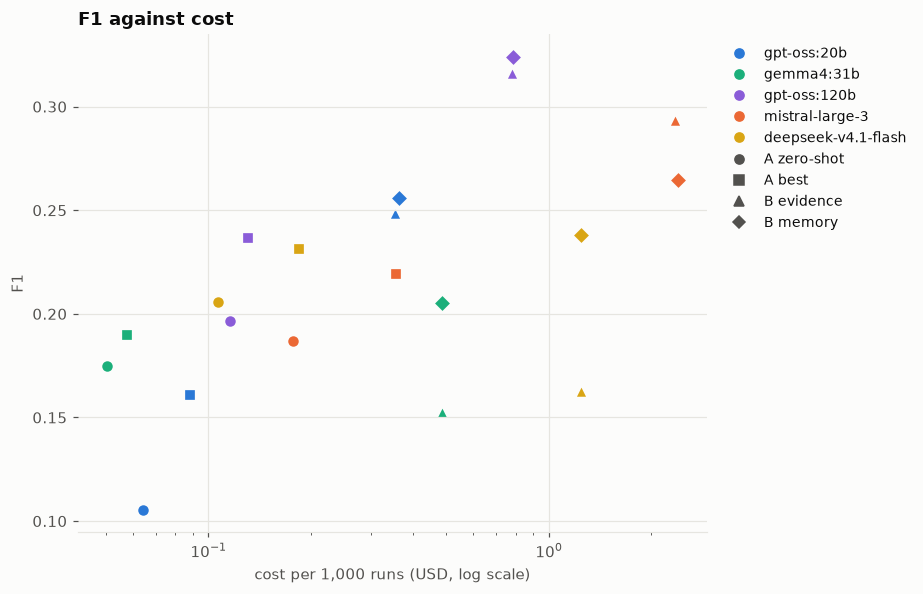 F1 against cost
gpt-oss:20b
gemma4:31b
gpt-oss:120b
mistral-large-3
deepseek-v4.1-flash
A zero-shot
A best
B evidence
B memory
0.30
0.25
0.20
0.15
0.10
F1
10⁻¹
10⁰
cost per 1,000 runs (USD, log scale)